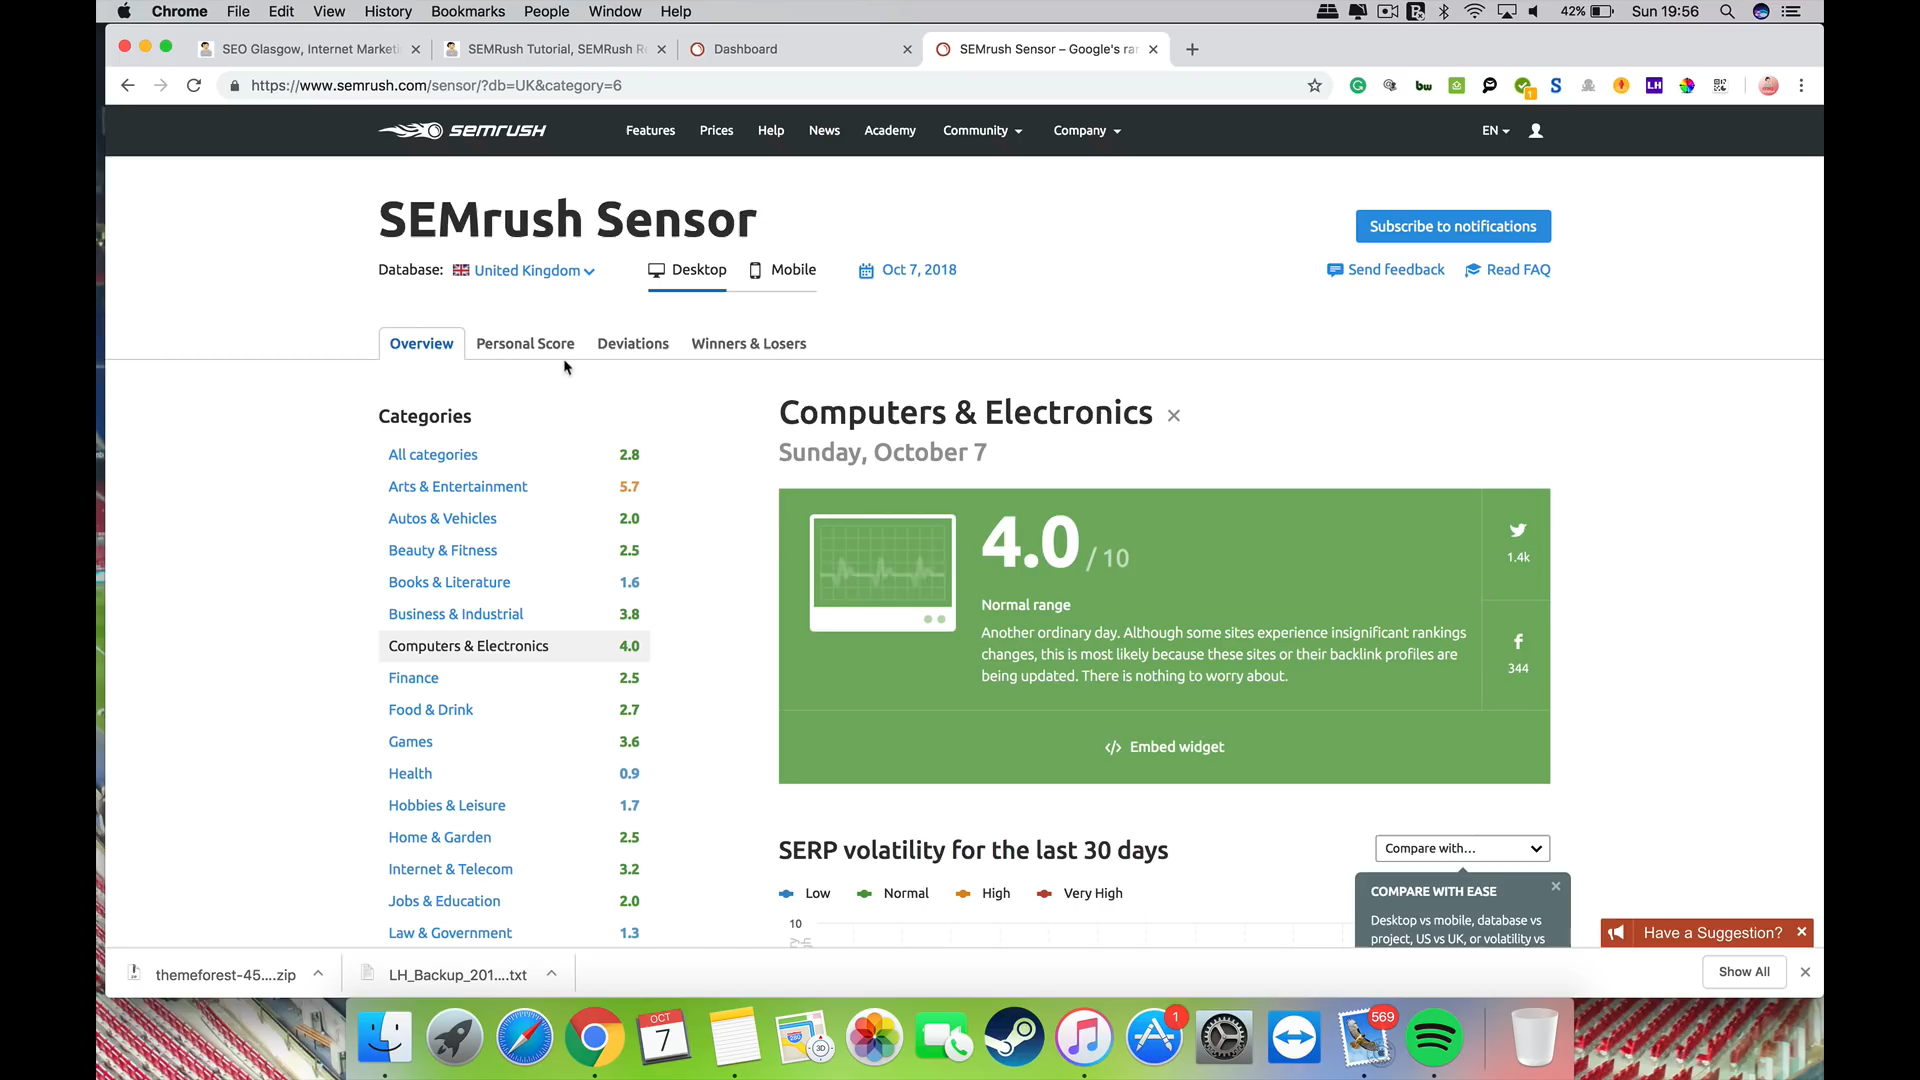 Chrome File Edit View History Bookmarks People Window Help 42% Sun 19:56
SEO Glasgow, Internet Marketi
SEMRush Tutorial, SEMRush R
Dashboard
SEMrush Sensor – Google's ra
https://www.semrush.com/sensor/?db=UK&category=6
bw 1 S LH
SEMRUSH Features Prices Help News Academy Community Company EN
SEMrush Sensor
Subscribe to notifications
Database: United Kingdom Desktop Mobile Oct 7, 2018 Send feedback Read FAQ
Overview Personal Score Deviations Winners & Losers
Categories
All categories 2.8
Arts & Entertainment 5.7
Autos & Vehicles 2.0
Beauty & Fitness 2.5
Books & Literature 1.6
Business & Industrial 3.8
Computers & Electronics 4.0
Finance 2.5
Food & Drink 2.7
Games 3.6
Health 0.9
Hobbies & Leisure 1.7
Home & Garden 2.5
Internet & Telecom 3.2
Jobs & Education 2.0
Law & Government 1.3
Computers & Electronics
Sunday, October 7
4.0 / 10
Normal range
Another ordinary day. Although some sites experience insignificant rankings
changes, this is most likely because these sites or their backlink profiles are
being updated. There is nothing to worry about.
1.4k
344
</> Embed widget
SERP volatility for the last 30 days
Compare with...
Low Normal High Very High
10
COMPARE WITH EASE
Desktop vs mobile, database vs
project, US vs UK, or volatility vs
Have a Suggestion?
themeforest-45....zip
LH_Backup_201....txt
Show All
OCT
7
3D
1
569